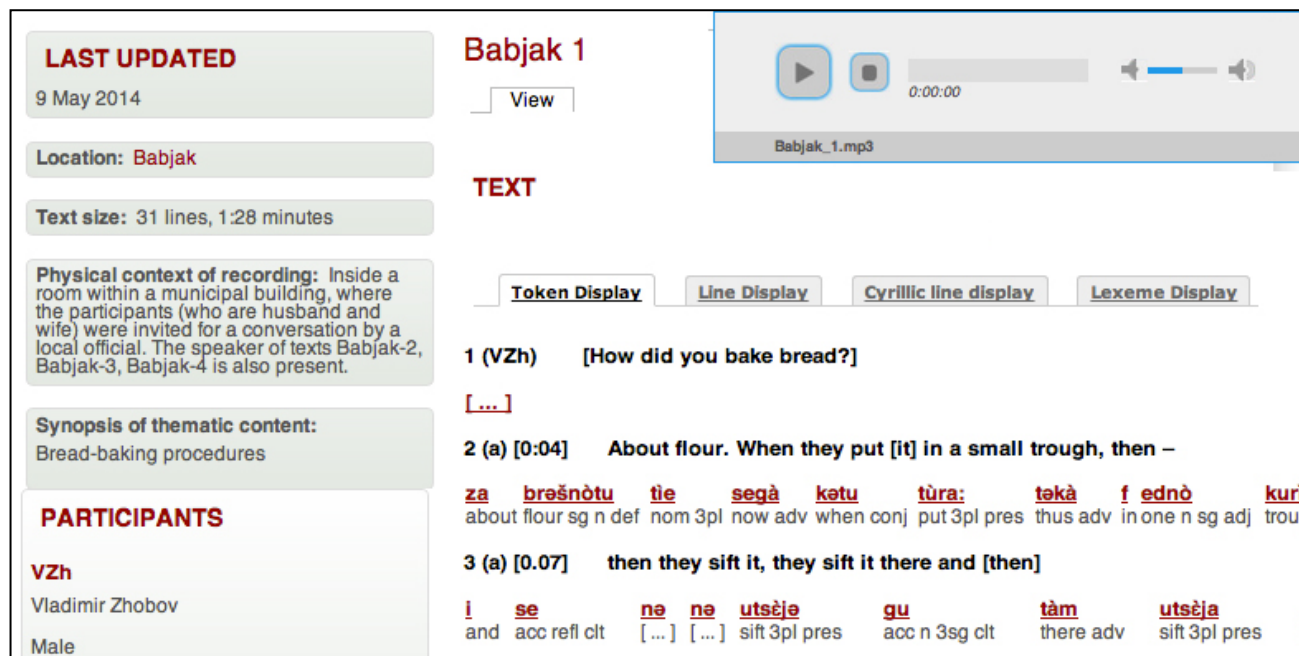 LAST UPDATED
9 May 2014
Location: Babjak
Text size: 31 lines, 1:28 minutes
Physical context of recording: Inside a
room within a municipal building, where
the participants (who are husband and
wife) were invited for a conversation by a
local official. The speaker of texts Babjak-2,
Babjak-3, Babjak-4 is also present.
Synopsis of thematic content:
Bread-baking procedures
PARTICIPANTS
VZh
Vladimir Zhobov
Male
Babjak 1
View
0:00:00
Babjak_1.mp3
TEXT
Token Display Line Display Cyrillic line display Lexeme Display
1 (VZh) [How did you bake bread?]
[ ... ]
2 (a) [0:04] About flour. When they put [it] in a small trough, then –
za brəšnòtu tìe segà kətu tùra: təkà f ednò
about flour sg n def nom 3pl now adv when conj put 3pl pres thus adv in one n sg adj
3 (a) [0.07] then they sift it, they sift it there and [then]
i se nə nə utsɛ̀jə gu tàm utsɛ̀ja
and acc refl clt [ ... ] [ ... ] sift 3pl pres acc n 3sg clt there adv sift 3pl pres